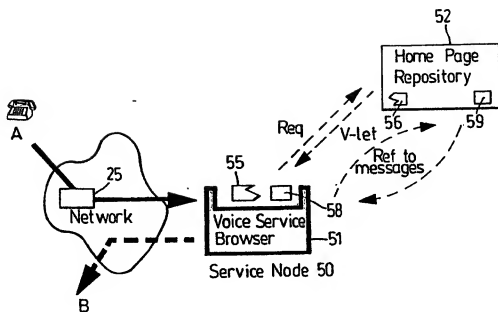 52
Home Page
Repository
56
59
A
Req
V-let
Ref to
messages
25
55
58
Network
Voice Service
Browser
51
Service Node 50
B